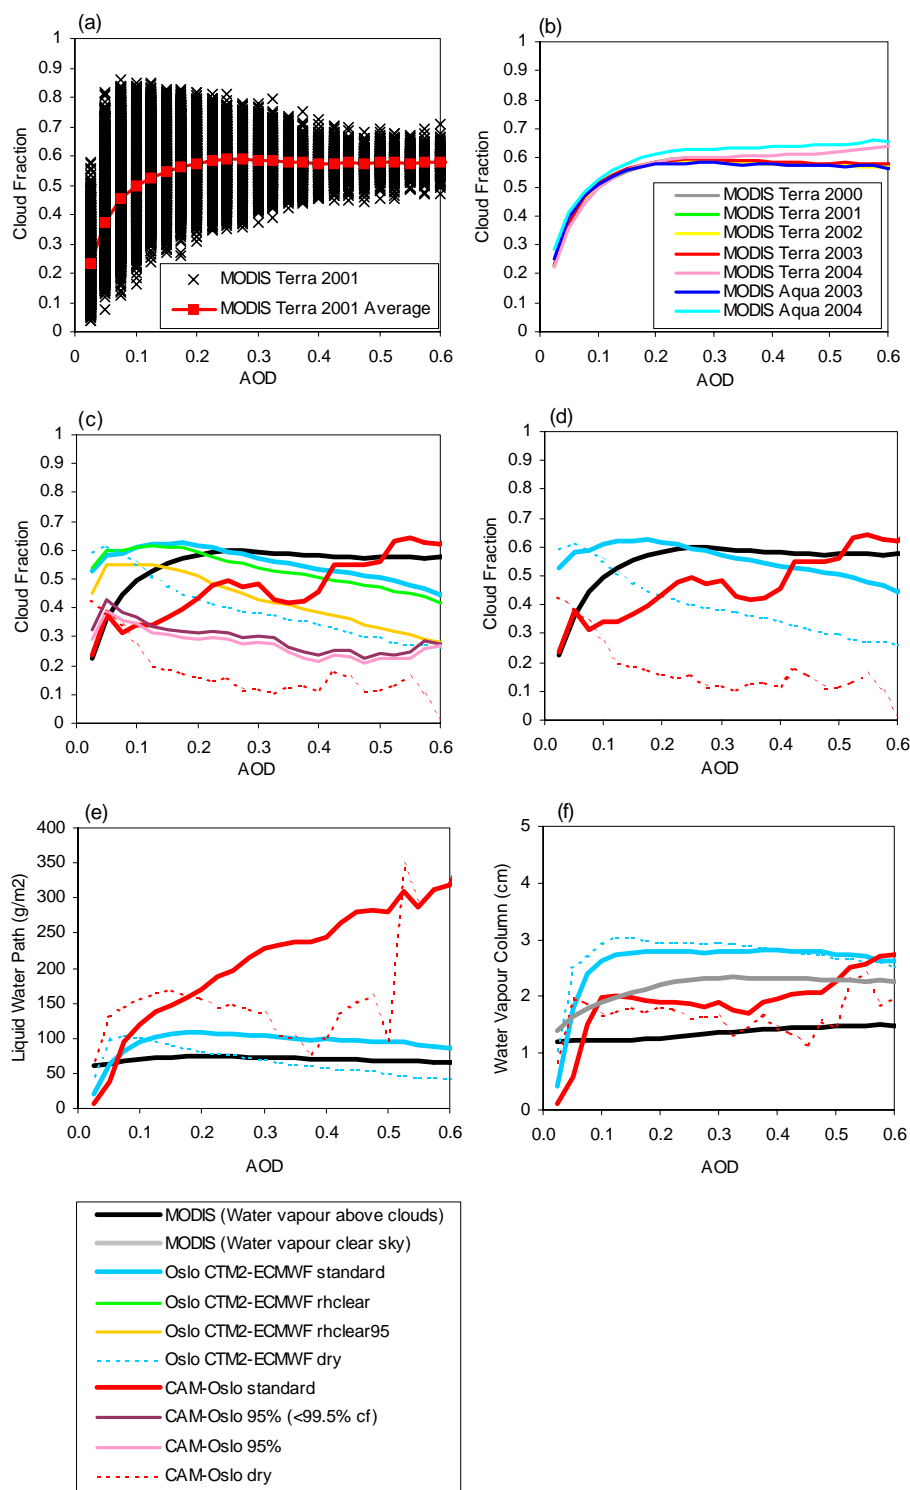 (a)
1
0.9
0.8
0.7
0.6
0.5
0.4
0.3
0.2
0.1
0
Cloud Fraction
MODIS Terra 2001
MODIS Terra 2001 Average
0 0.1 0.2 0.3 0.4 0.5 0.6
AOD
(b)
1
0.9
0.8
0.7
0.6
0.5
0.4
0.3
0.2
0.1
0
Cloud Fraction
MODIS Terra 2000
MODIS Terra 2001
MODIS Terra 2002
MODIS Terra 2003
MODIS Terra 2004
MODIS Aqua 2003
MODIS Aqua 2004
0 0.1 0.2 0.3 0.4 0.5 0.6
AOD
(c)
1
0.9
0.8
0.7
0.6
0.5
0.4
0.3
0.2
0.1
0
Cloud Fraction
0.0 0.1 0.2 0.3 0.4 0.5 0.6
AOD
(d)
1
0.9
0.8
0.7
0.6
0.5
0.4
0.3
0.2
0.1
0
Cloud Fraction
0.0 0.1 0.2 0.3 0.4 0.5 0.6
AOD
(e)
400
350
300
250
200
150
100
50
0
Liquid Water Path (g/m2)
0.0 0.1 0.2 0.3 0.4 0.5 0.6
AOD
(f)
5
4
3
2
1
0
Water Vapour Column (cm)
0.0 0.1 0.2 0.3 0.4 0.5 0.6
AOD
MODIS (Water vapour above clouds)
MODIS (Water vapour clear sky)
Oslo CTM2-ECMWF standard
Oslo CTM2-ECMWF rhclear
Oslo CTM2-ECMWF rhclear95
Oslo CTM2-ECMWF dry
CAM-Oslo standard
CAM-Oslo 95% (<99.5% cf)
CAM-Oslo 95%
CAM-Oslo dry